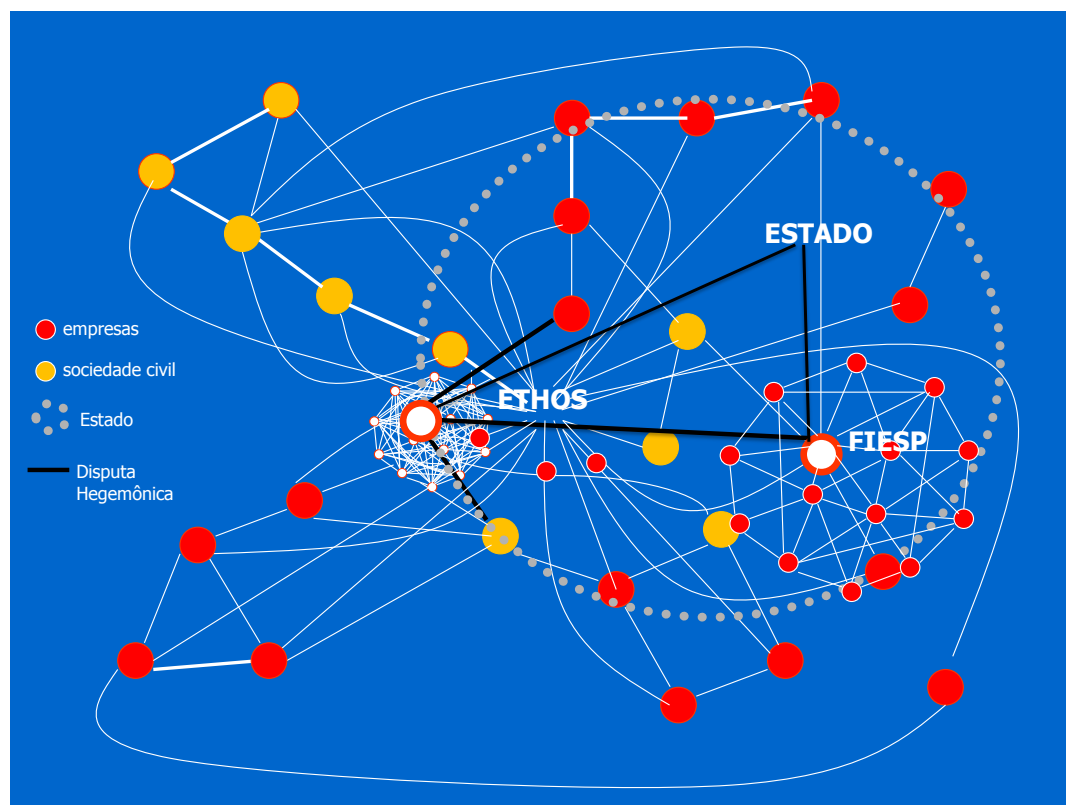 ESTADO
empresas
sociedade civil
ETHOS
Estado
FIESP
Disputa
Hegemônica